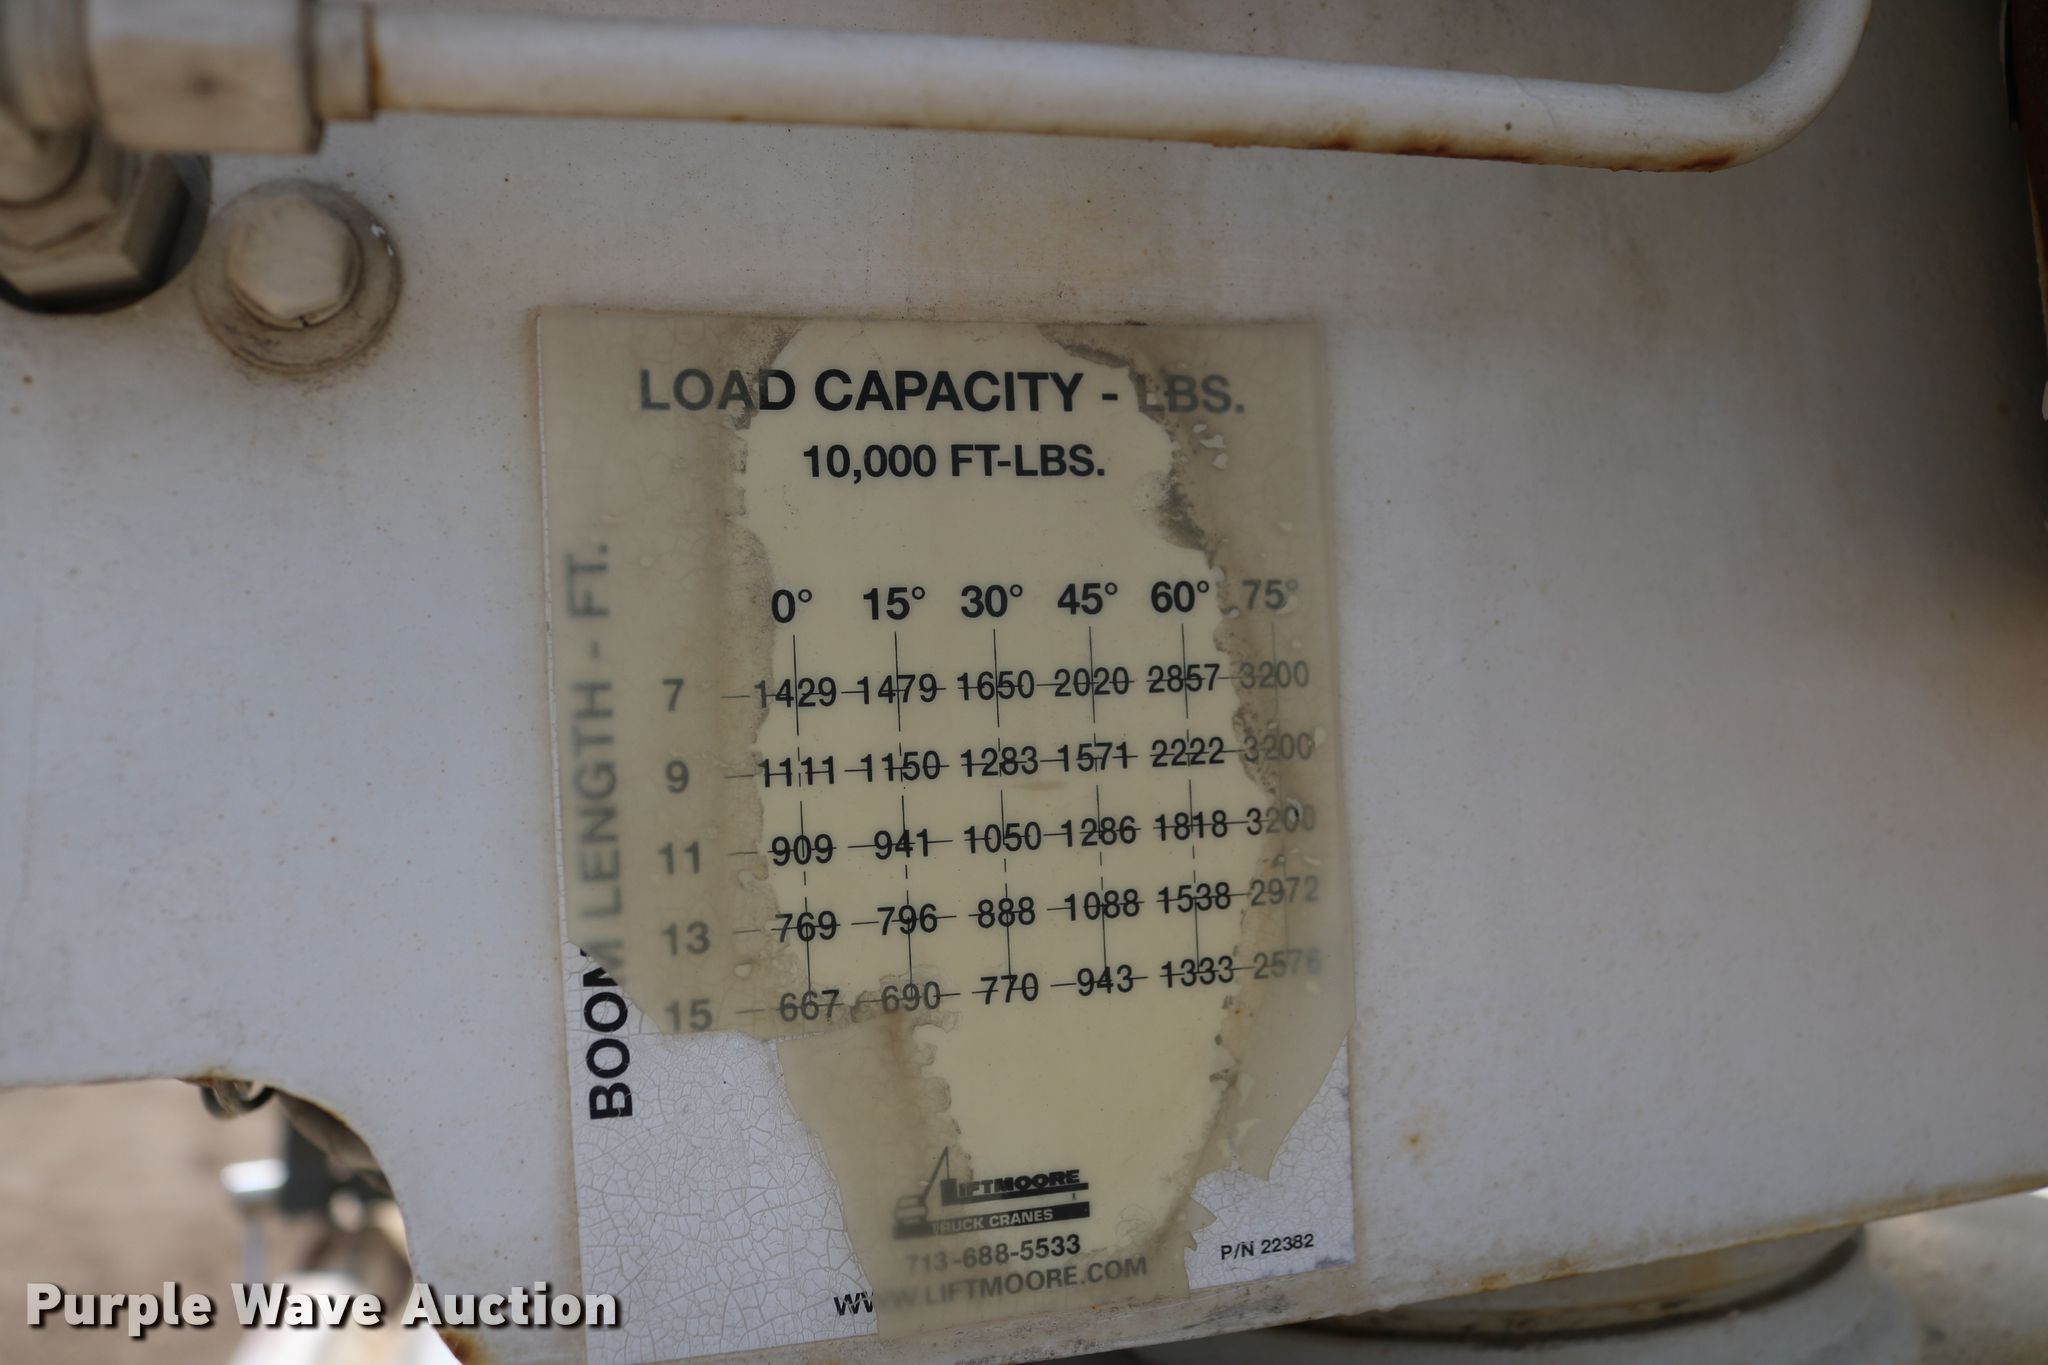 LOAD CAPACITY - LBS.
10,000 FT-LBS.
BOOM LENGTH - FT.
0° 15° 30° 45° 60° 75°
7 1429 1479 1650 2020 2857 3200
9 1111 1150 1283 1571 2222 3200
11 909 941 1050 1286 1818 3200
13 769 796 888 1088 1538 2972
15 667 690 770 943 1333 2576
LIFTMOORE
TRUCK CRANES
713-688-5533
WWW.LIFTMOORE.COM
P/N 22382
Purple Wave Auction